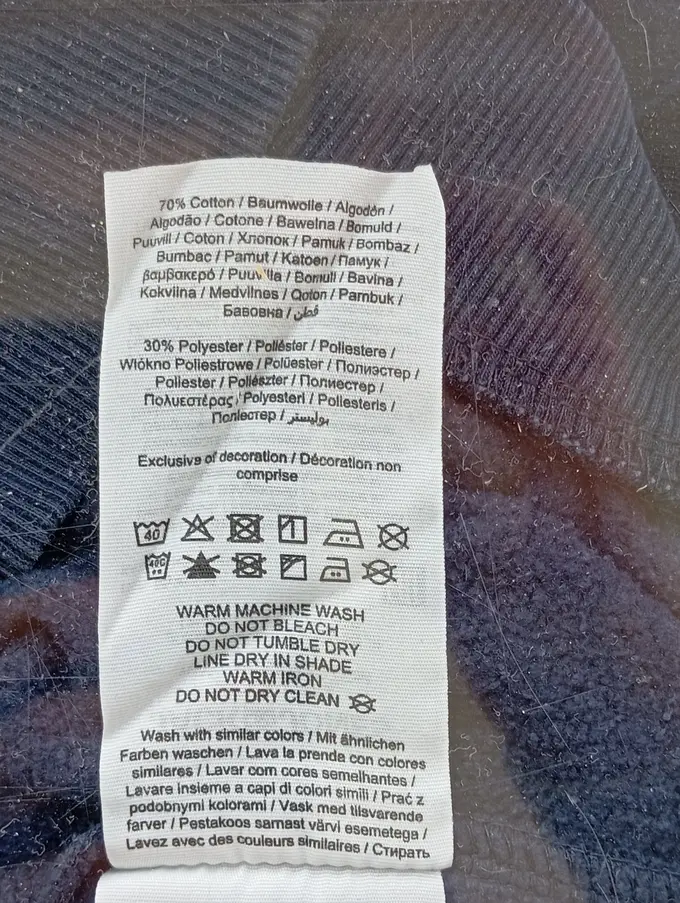 70% Cotton / Baumwolle / Algodón /
Algodão / Cotone / Bawełna / Bomuld /
Puuvill / Coton / Хлопок / Pamuk / Bombaz /
Bumbac / Pamut / Katoen / Памук /
βαμβακερό / Puuvilla / Bomull / Bavlna /
Kokvilna / Medvilnes / Qoton / Pambuk /
Бавовна / قطن
30% Polyester / Poliéster / Poliestere /
Włókno Poliestrowe / Polüester / Полиэстер /
Poliester / Poliészter / Полиестер /
Πολυεστέρας / Polyesteri / Poliesteris /
Поліестер / بوليستر
Exclusive of decoration / Décoration non
comprise
40
40C
WARM MACHINE WASH
DO NOT BLEACH
DO NOT TUMBLE DRY
LINE DRY IN SHADE
WARM IRON
DO NOT DRY CLEAN
Wash with similar colors / Mit ähnlichen
Farben waschen / Lava la prenda con colores
similares / Lavar com cores semelhantes /
Lavare insieme a capi di colori simili / Prać z
podobnymi kolorami / Vask med tilsvarende
farver / Pestakoos samast värvi esemetega /
Lavez avec des couleurs similaires / Стирать